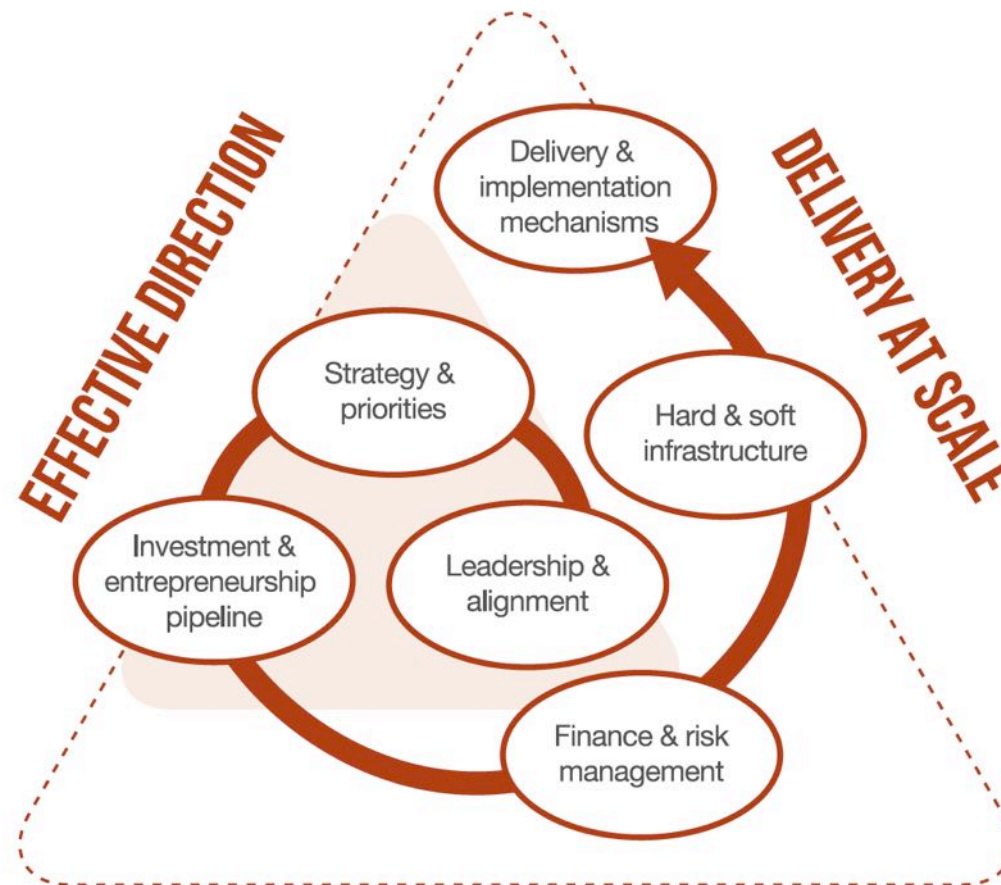 EFFECTIVE DIRECTION
DELIVERY AT SCALE
Delivery &
implementation
mechanisms
Strategy &
priorities
Hard & soft
infrastructure
Investment &
entrepreneurship
pipeline
Leadership &
alignment
Finance & risk
management